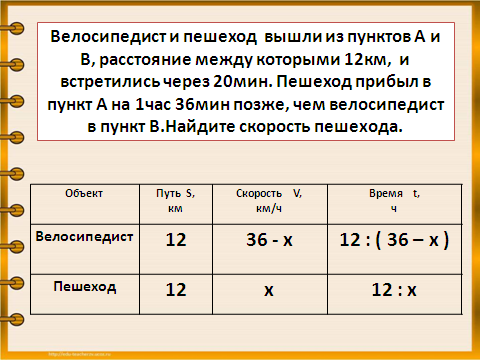 Велосипедист и пешеход вышли из пунктов А и
В, расстояние между которыми 12км, и
встретились через 20мин. Пешеход прибыл в
пункт А на 1час 36мин позже, чем велосипедист
в пункт В.Найдите скорость пешехода.
Объект Путь S, км Скорость V, км/ч Время t, ч
Велосипедист 12 36 - х 12 : ( 36 – х )
Пешеход 12 х 12 : х